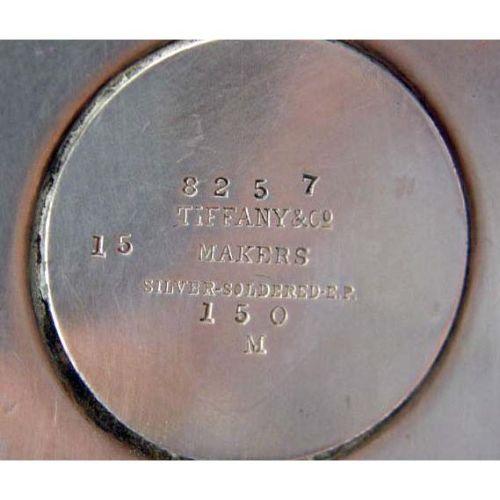 8257
TIFFANY & Co
15
MAKERS
SILVER-SOLDERED-E.P.
150
M